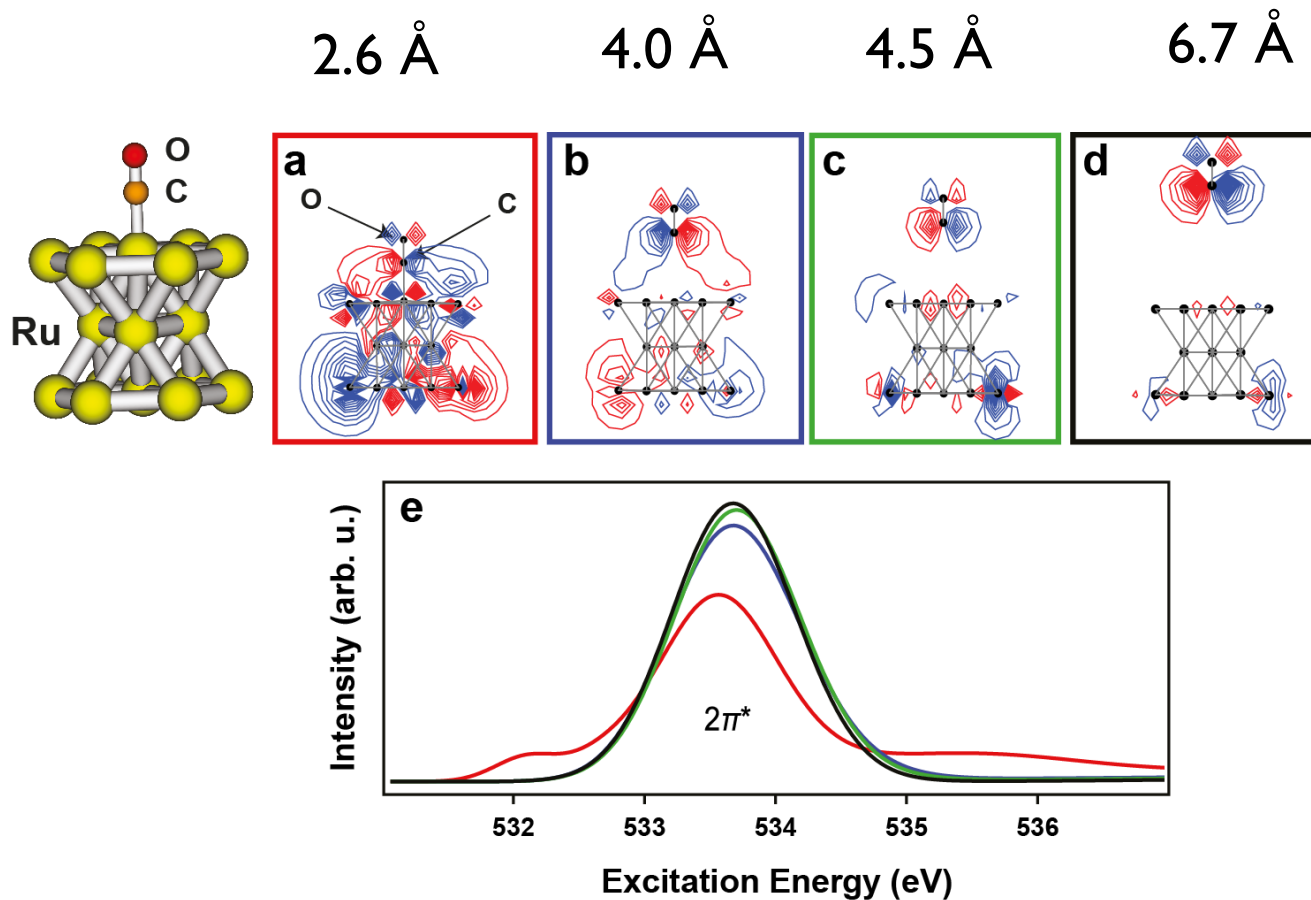 2.6 Å
4.0 Å
4.5 Å
6.7 Å
O
C
Ru
a
O
C
b
c
d
e
Intensity (arb. u.)
2π*
532
533
534
535
536
Excitation Energy (eV)